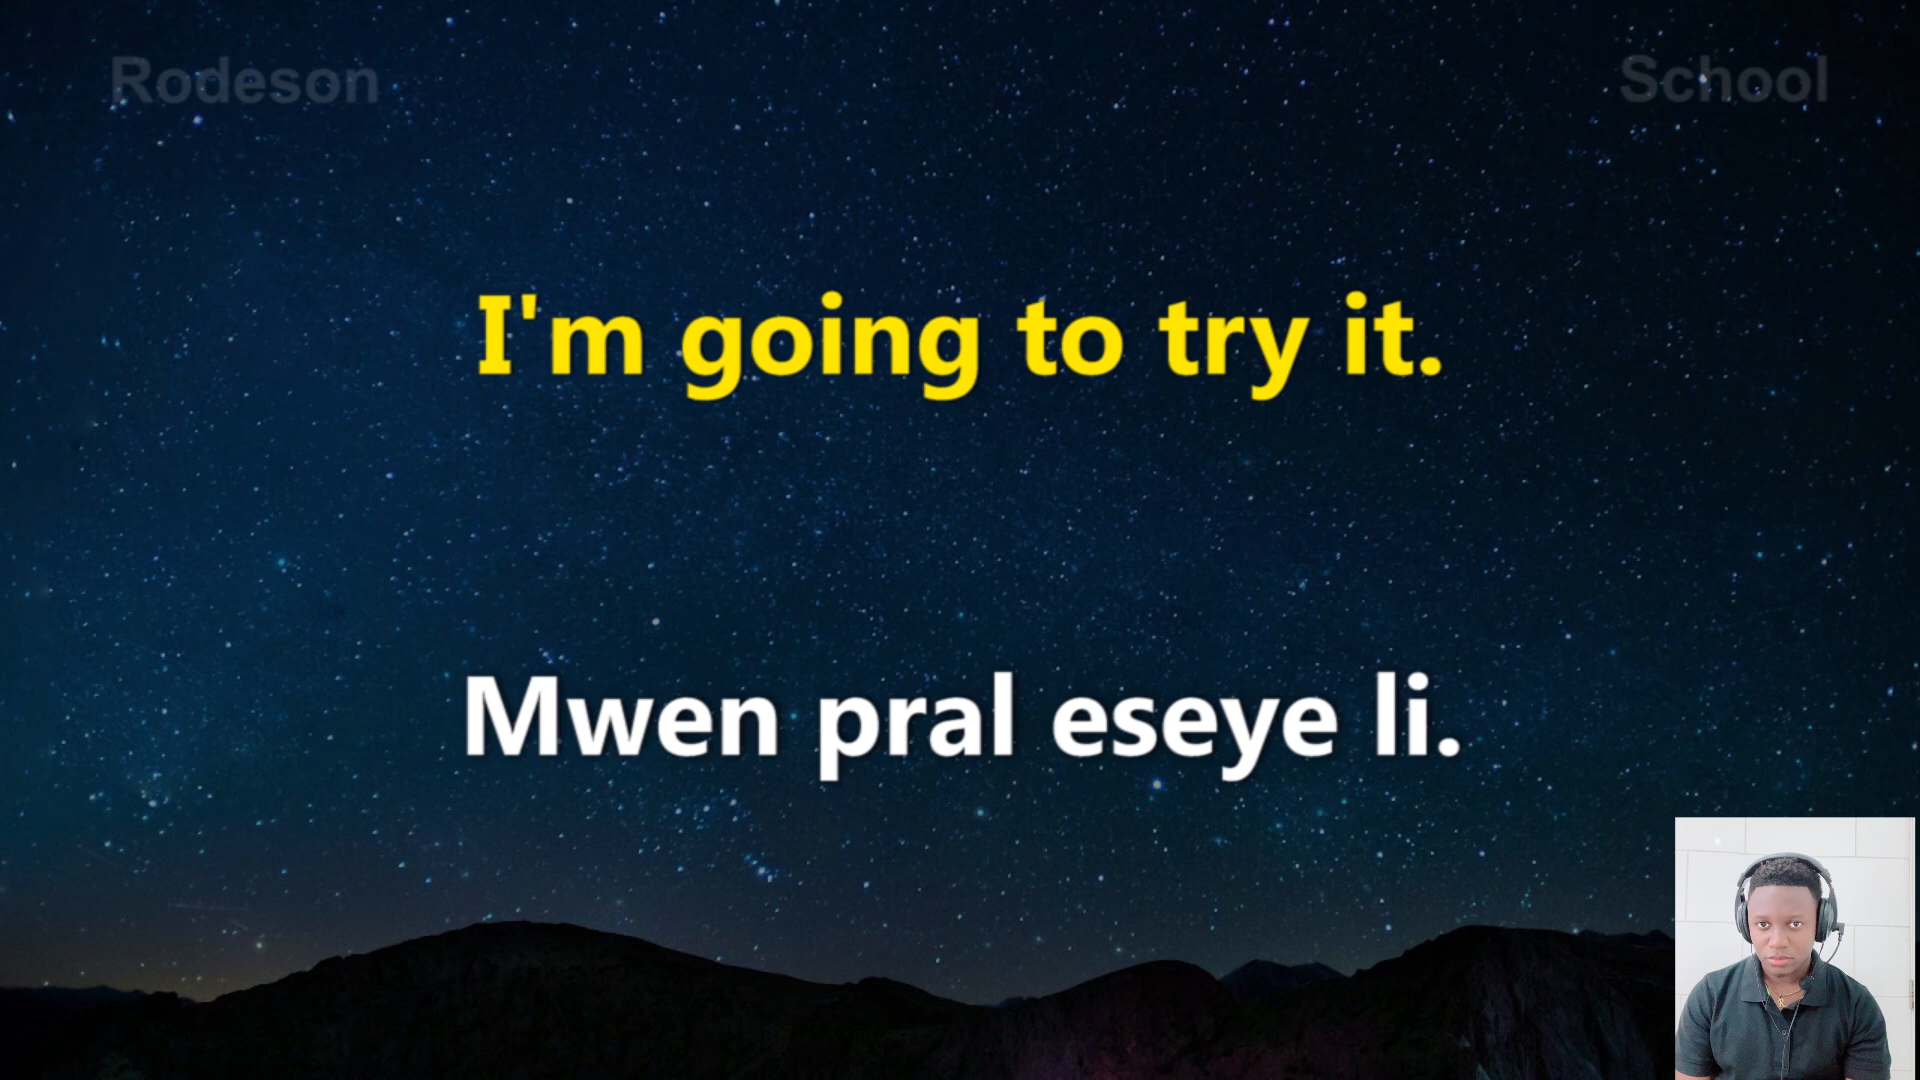 Rodeson School
I'm going to try it.
Mwen pral eseye li.